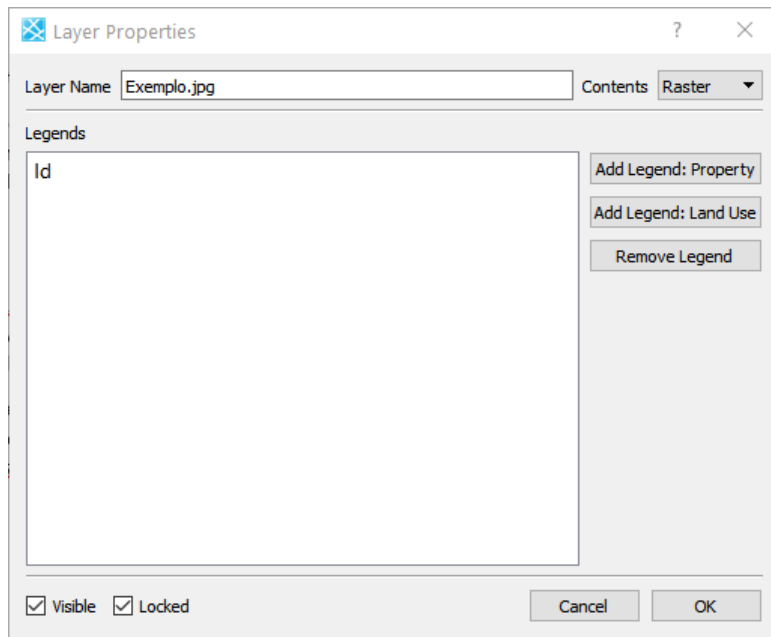 Layer Properties ?
Layer Name Exemplo.jpg Contents Raster
Legends
Id
Add Legend: Property
Add Legend: Land Use
Remove Legend
Visible Locked Cancel OK